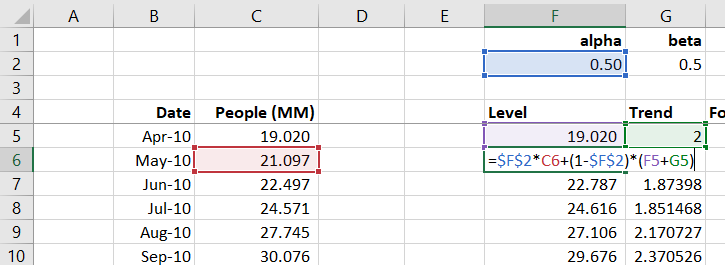 A B C D E F G
1 alpha beta
2 0.50 0.5
3
4 Date People (MM) Level Trend Fo
5 Apr-10 19.020 19.020 2
6 May-10 21.097 =$F$2*C6+(1-$F$2)*(F5+G5)
7 Jun-10 22.497 22.787 1.87398
8 Jul-10 24.571 24.616 1.851468
9 Aug-10 27.745 27.106 2.170727
10 Sep-10 30.076 29.676 2.370526